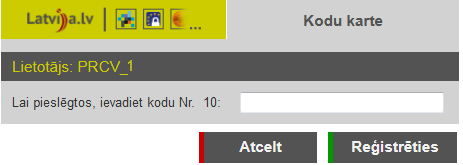 Latvija.lv ... Kodu karte
Lietotājs: PRCV_1
Lai pieslēgtos, ievadiet kodu Nr. 10:
Atcelt Reģistrēties